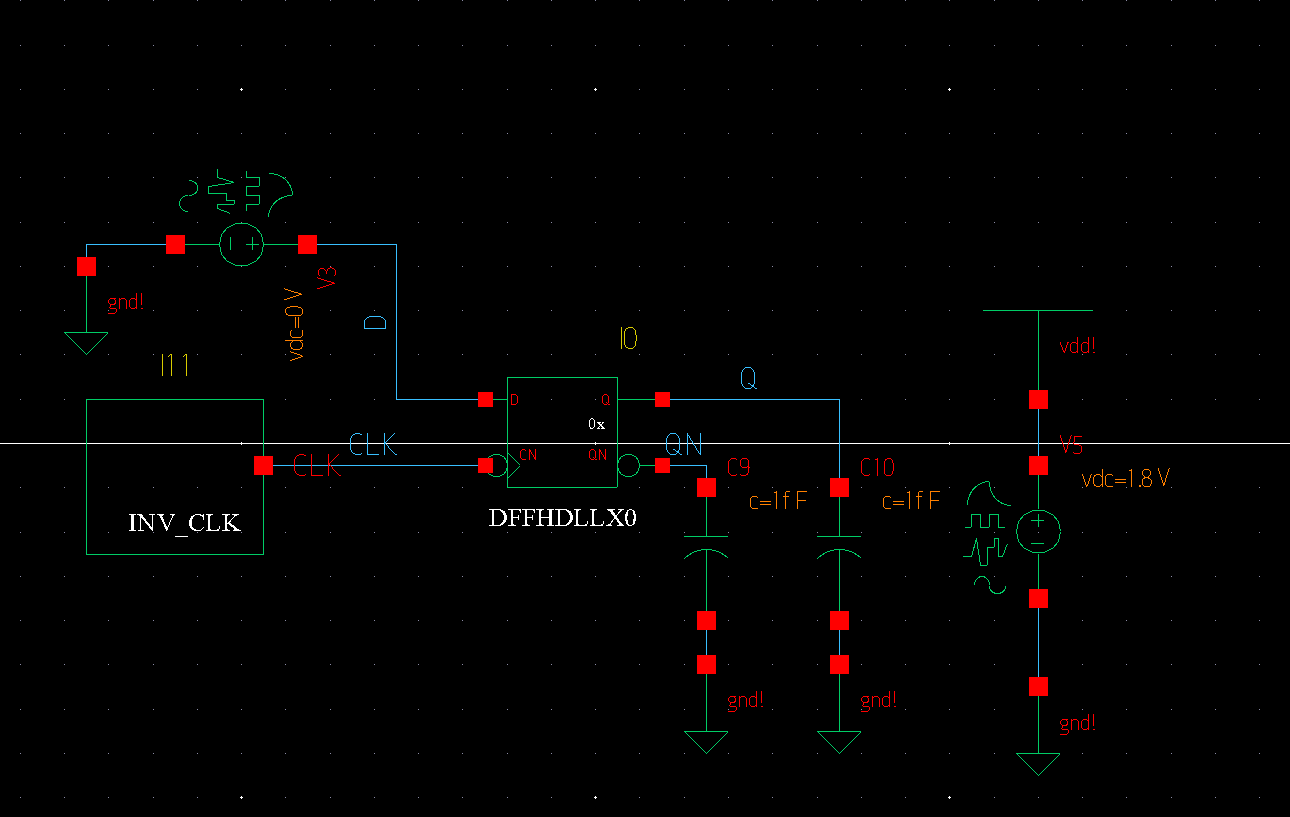 V3
gnd!
vdc=0 V
D
I0
I11
vdd!
Q
D
Q
0x
CLK
QN
V5
CN
QN
CLK
C9
C10
vdc=1.8 V
c=1f F
c=1f F
INV_CLK
DFFHDLLX0
gnd!
gnd!
gnd!